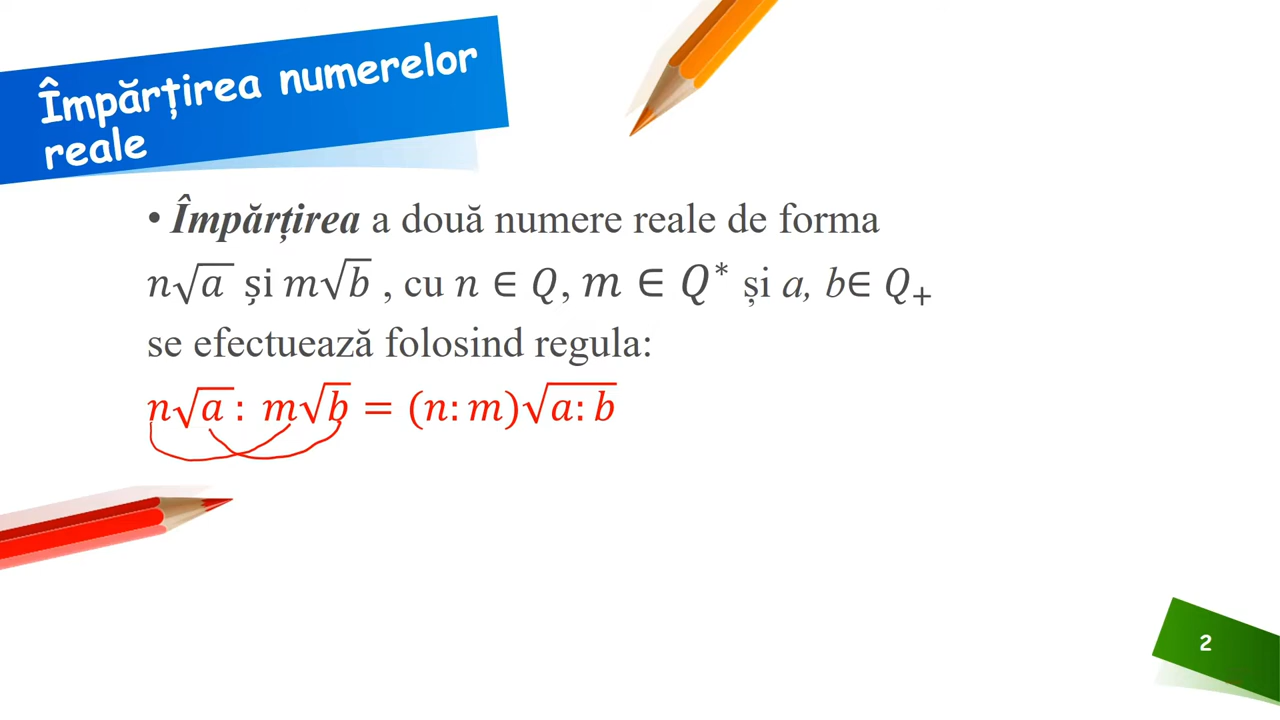 Împărțirea numerelor
reale
• Împărțirea a două numere reale de forma
n√a și m√b , cu n ∈ Q, m ∈ Q* și a, b∈ Q₊
se efectuează folosind regula:
n√a : m√b = (n:m)√a:b
2